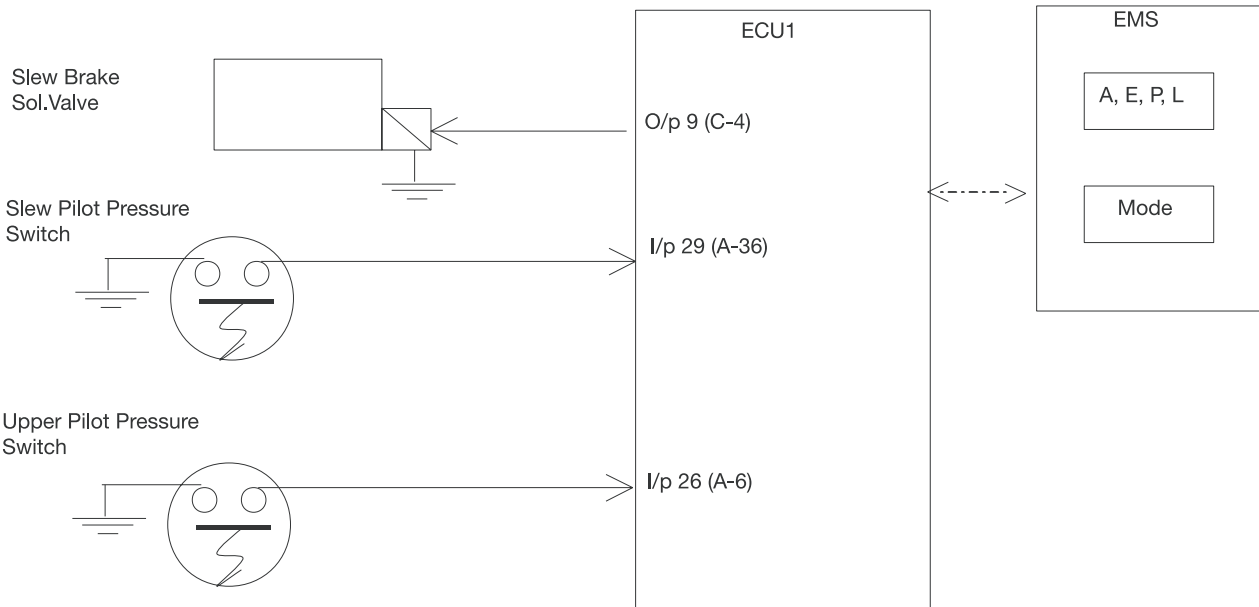 ECU1
EMS
Slew Brake
Sol.Valve
A, E, P, L
O/p 9 (C-4)
Slew Pilot Pressure
Switch
Mode
I/p 29 (A-36)
Upper Pilot Pressure
Switch
I/p 26 (A-6)